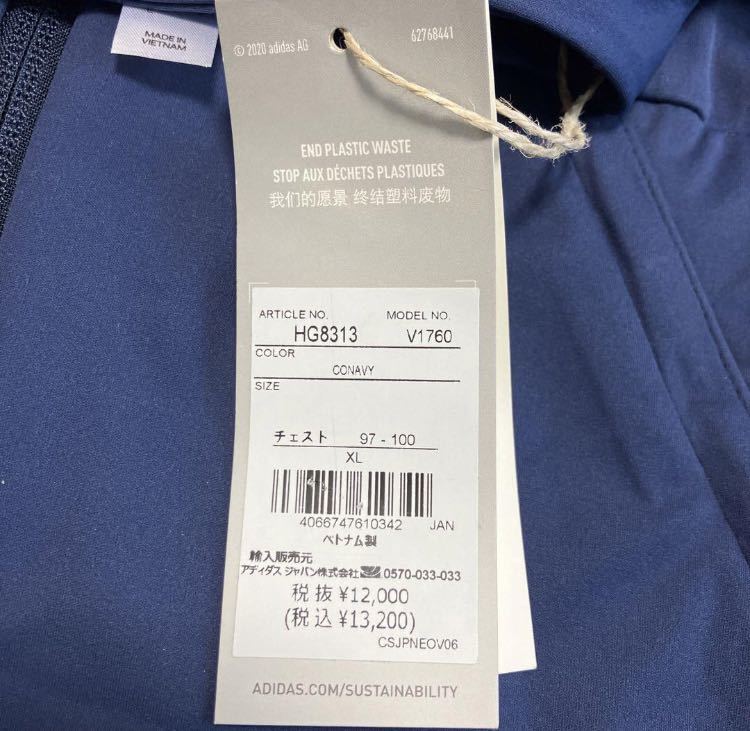 MADE IN
VIETNAM
© 2020 adidas AG
62768441
END PLASTIC WASTE
STOP AUX DÉCHETS PLASTIQUES
我们的愿景 终结塑料废物
ARTICLE NO. MODEL NO.
HG8313 V1760
COLOR
CONAVY
SIZE
チェスト 97 - 100
XL
4066747610342 JAN
ベトナム製
輸入販売元
アディダス ジャパン株式会社 0570-033-033
税抜 ¥12,000
(税込 ¥13,200)
CSJPNEOV06
ADIDAS.COM/SUSTAINABILITY